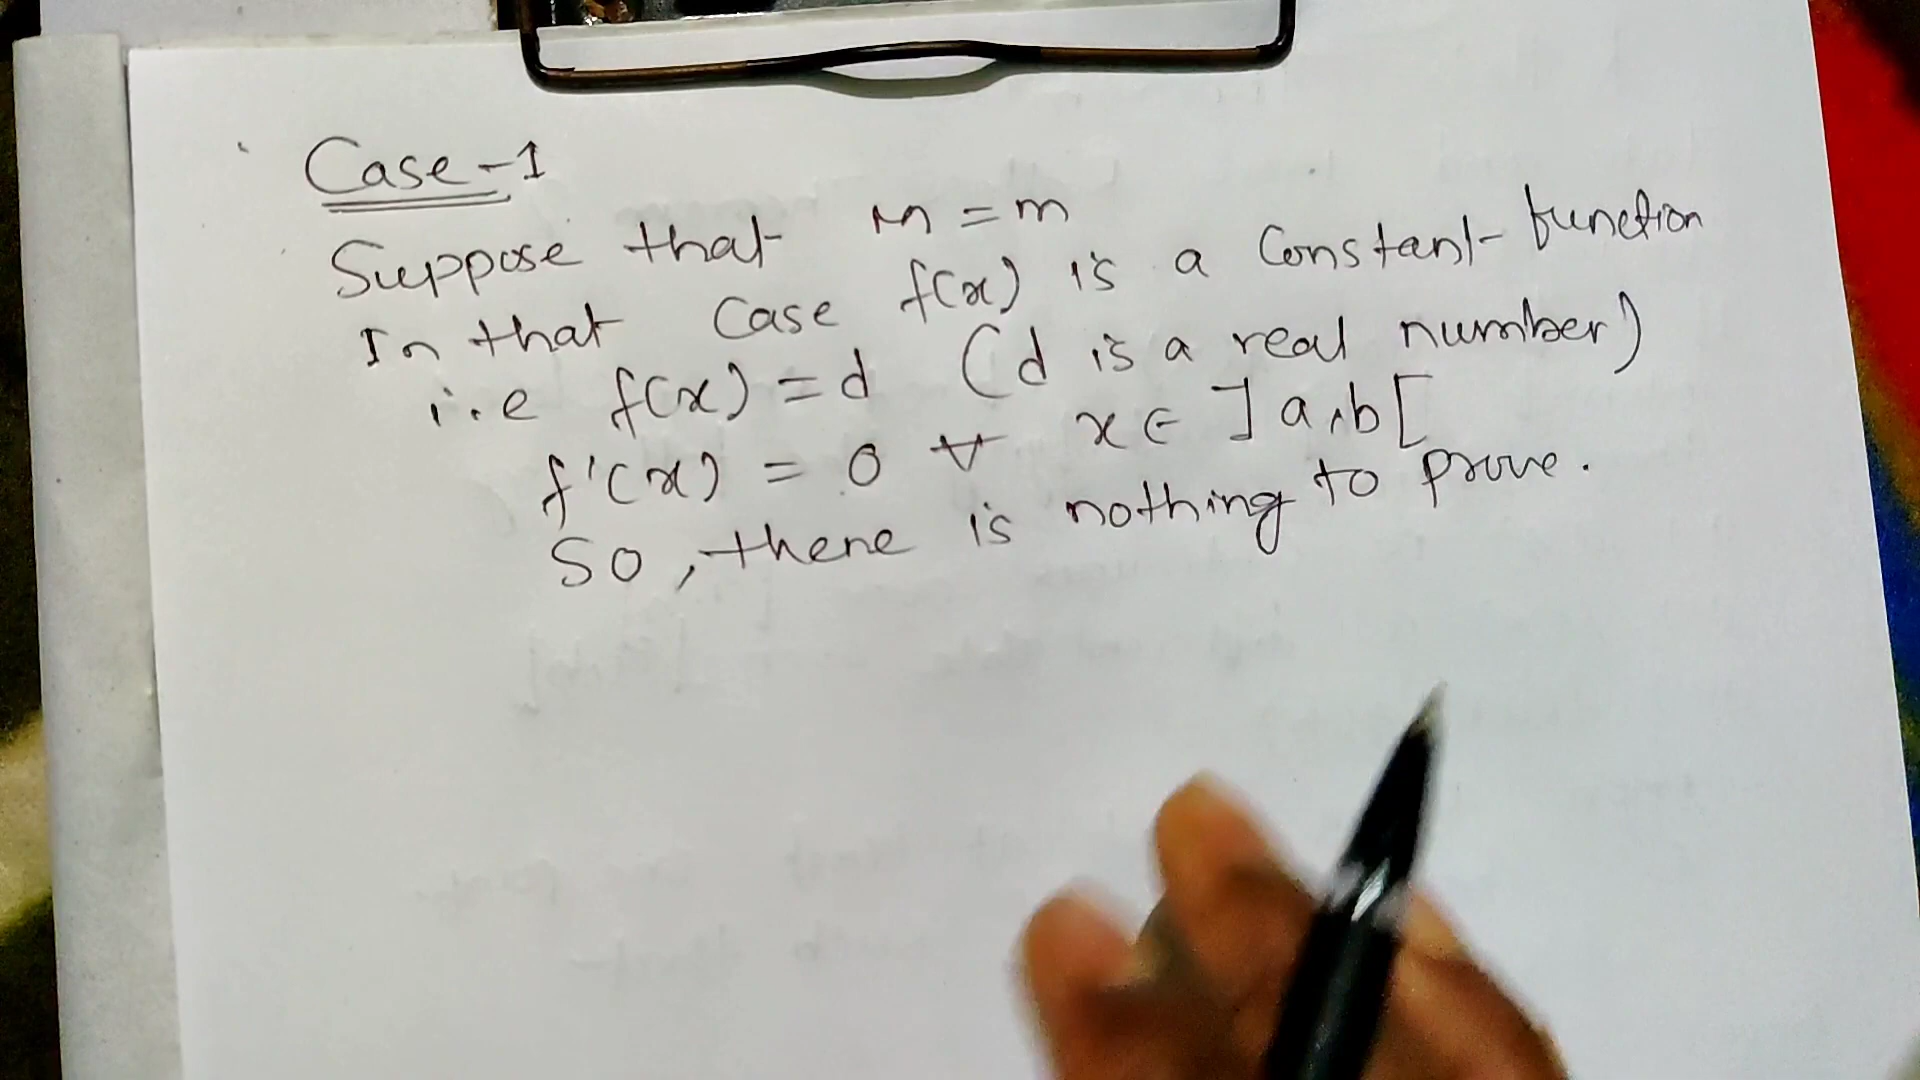 Case-1
Suppose that m = m
In that case f(x) is a constant function
i.e f(x) = d (d is a real number)
f'(x) = 0 ∀ x ∈ ]a,b[
So, there is nothing to prove.